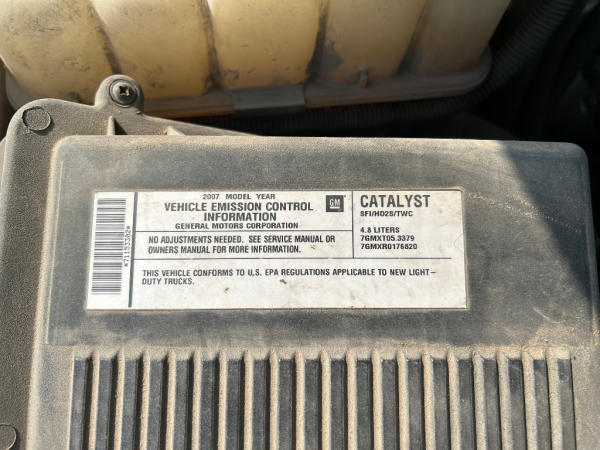 2007 MODEL YEAR
VEHICLE EMISSION CONTROL
INFORMATION
GENERAL MOTORS CORPORATION
GM
NO ADJUSTMENTS NEEDED. SEE SERVICE MANUAL OR
OWNERS MANUAL FOR MORE INFORMATION.
THIS VEHICLE CONFORMS TO U.S. EPA REGULATIONS APPLICABLE TO NEW LIGHT-
DUTY TRUCKS.
CATALYST
SFI/HO2S/TWC
4.8 LITERS
7GMXT05.3379
7GMXR0176820
*71153302*